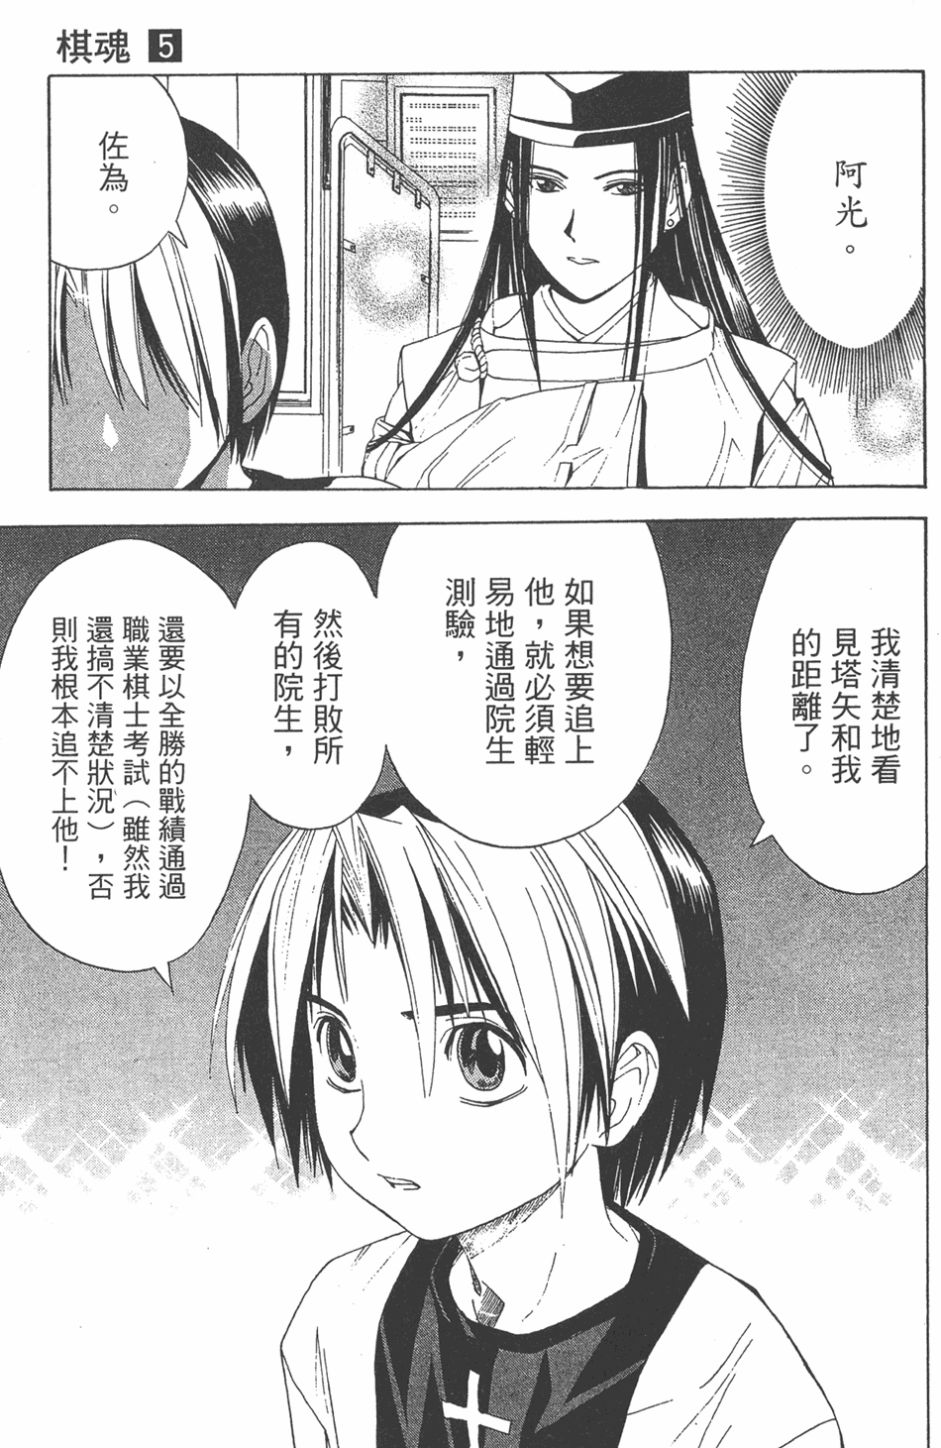 棋魂 5
阿光。
佐為。
我清楚地看
見塔矢和我
的距離了。
如果想要追上
他，就必須輕
易地通過院生
測驗，
然後打敗所
有的院生，
還要以全勝的戰績通過
職業棋士考試（雖然我
還搞不清楚狀況），否
則我根本追不上他！